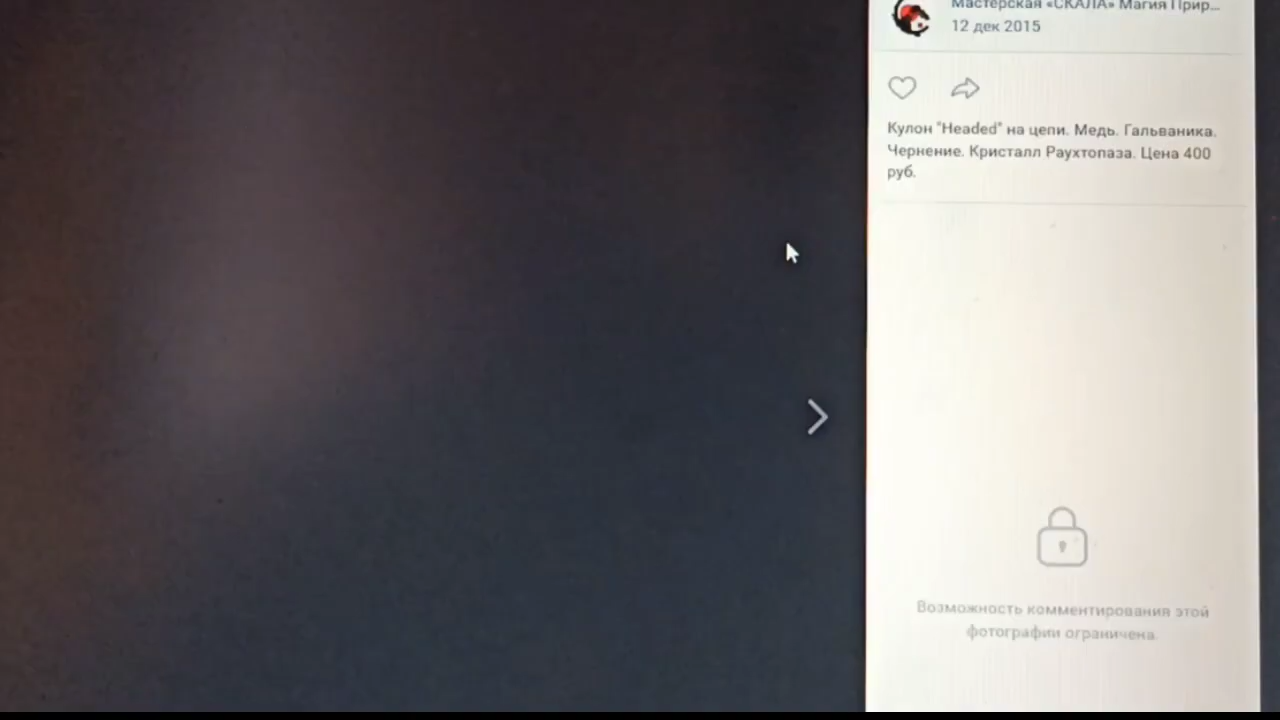 Мастерская «СКАЛА» Магия Прир...
12 дек 2015
Кулон "Headed" на цепи. Медь. Гальваника.
Чернение. Кристалл Раухтопаза. Цена 400
руб.
Возможность комментирования этой
фотографии ограничена.